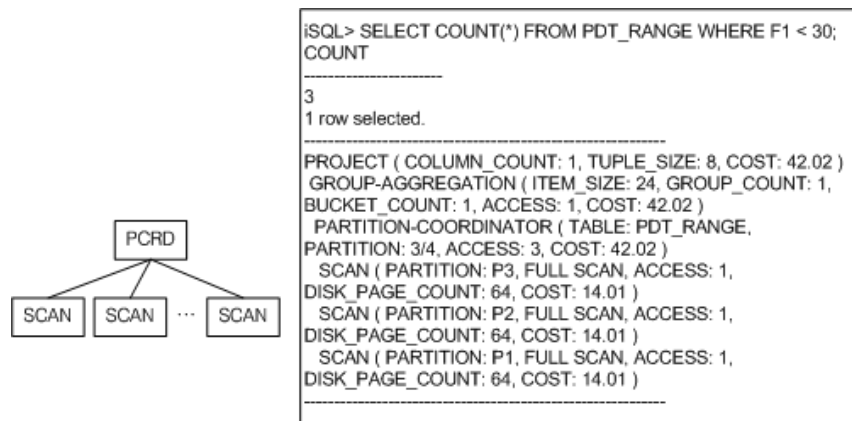 PCRD
SCAN
SCAN
...
SCAN
iSQL> SELECT COUNT(*) FROM PDT_RANGE WHERE F1 < 30;
COUNT
-----------------------
3
1 row selected.
------------------------------------------------------------
PROJECT ( COLUMN_COUNT: 1, TUPLE_SIZE: 8, COST: 42.02 )
GROUP-AGGREGATION ( ITEM_SIZE: 24, GROUP_COUNT: 1,
BUCKET_COUNT: 1, ACCESS: 1, COST: 42.02 )
PARTITION-COORDINATOR ( TABLE: PDT_RANGE,
PARTITION: 3/4, ACCESS: 3, COST: 42.02 )
SCAN ( PARTITION: P3, FULL SCAN, ACCESS: 1,
DISK_PAGE_COUNT: 64, COST: 14.01 )
SCAN ( PARTITION: P2, FULL SCAN, ACCESS: 1,
DISK_PAGE_COUNT: 64, COST: 14.01 )
SCAN ( PARTITION: P1, FULL SCAN, ACCESS: 1,
DISK_PAGE_COUNT: 64, COST: 14.01 )
------------------------------------------------------------